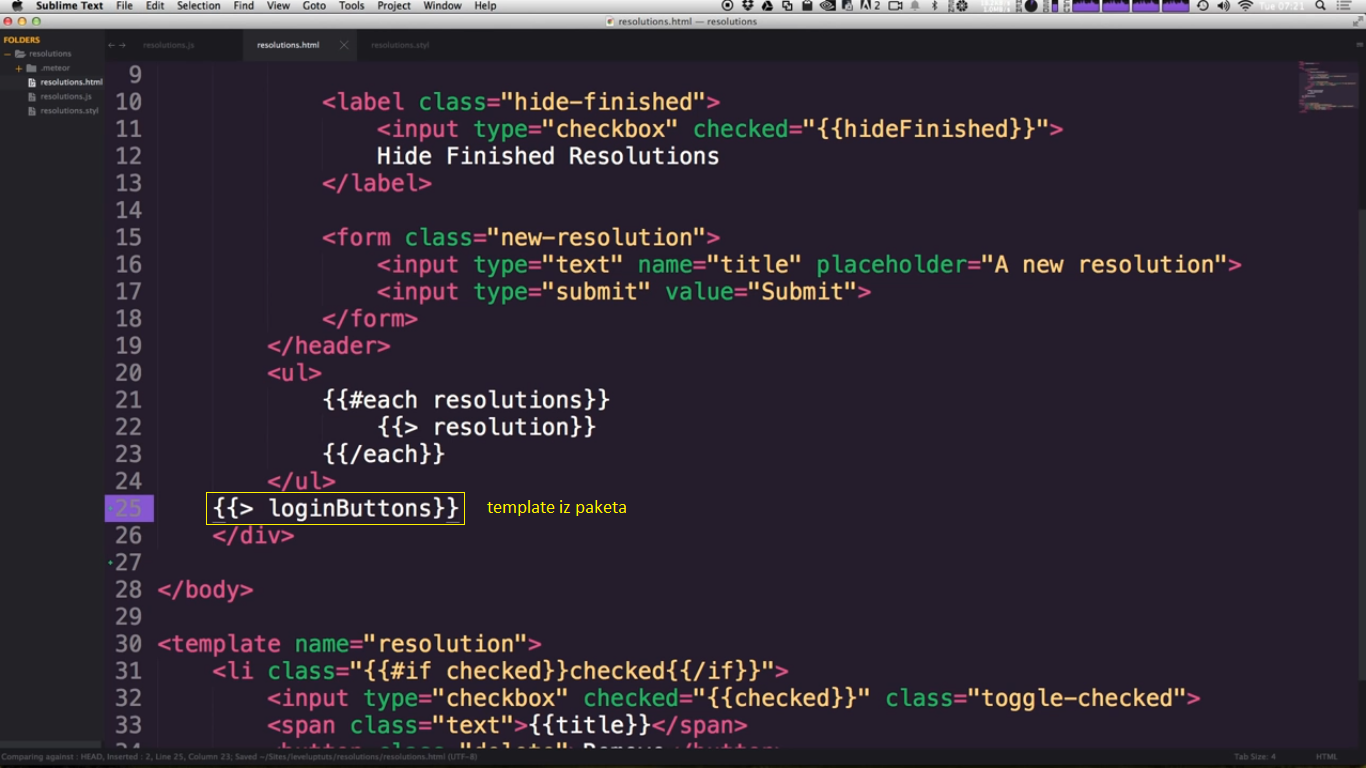 Sublime Text File Edit Selection Find View Goto Tools Project Window Help Tue 07:21
resolutions.html — resolutions
FOLDERS
resolutions
.meteor
resolutions.html
resolutions.js
resolutions.styl
resolutions.js resolutions.html resolutions.styl
9
10 <label class="hide-finished">
11 <input type="checkbox" checked="{{hideFinished}}">
12 Hide Finished Resolutions
13 </label>
14
15 <form class="new-resolution">
16 <input type="text" name="title" placeholder="A new resolution">
17 <input type="submit" value="Submit">
18 </form>
19 </header>
20 <ul>
21 {{#each resolutions}}
22 {{> resolution}}
23 {{/each}}
24 </ul>
25 {{> loginButtons}} template iz paketa
26 </div>
27
28 </body>
29
30 <template name="resolution">
31 <li class="{{#if checked}}checked{{/if}}">
32 <input type="checkbox" checked="{{checked}}" class="toggle-checked">
33 <span class="text">{{title}}</span>
Comparing against : HEAD, Inserted : 2, Line 25, Column 23; Saved ~/Sites/leveluptuts/resolutions/resolutions.html (UTF-8) Tab Size: 4 HTML